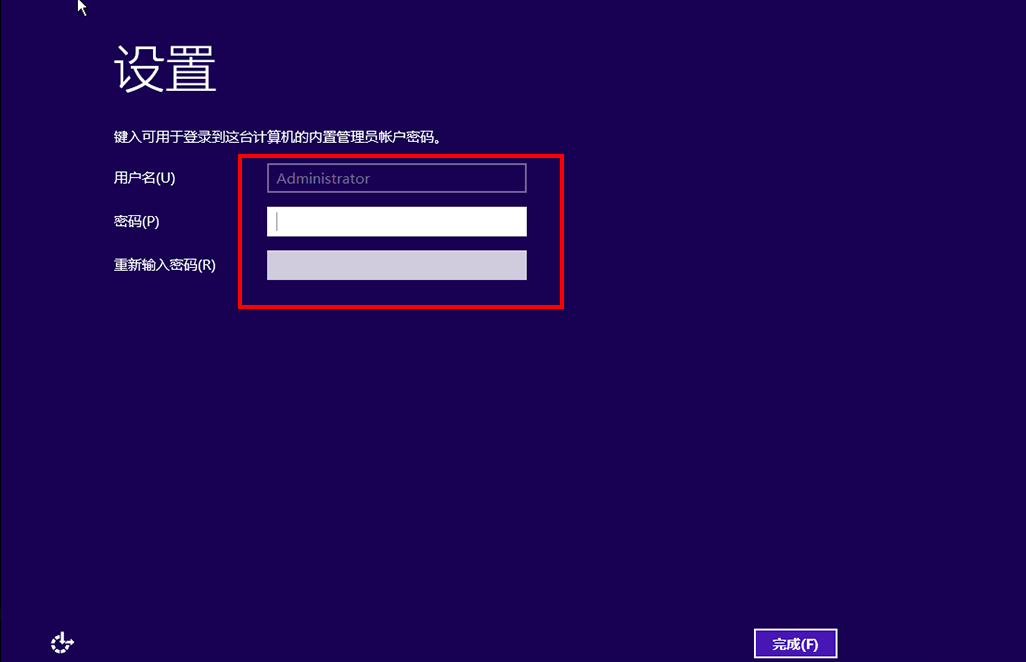 设置
键入可用于登录到这台计算机的内置管理员帐户密码。
用户名(U)
Administrator
密码(P)
重新输入密码(R)
完成(F)